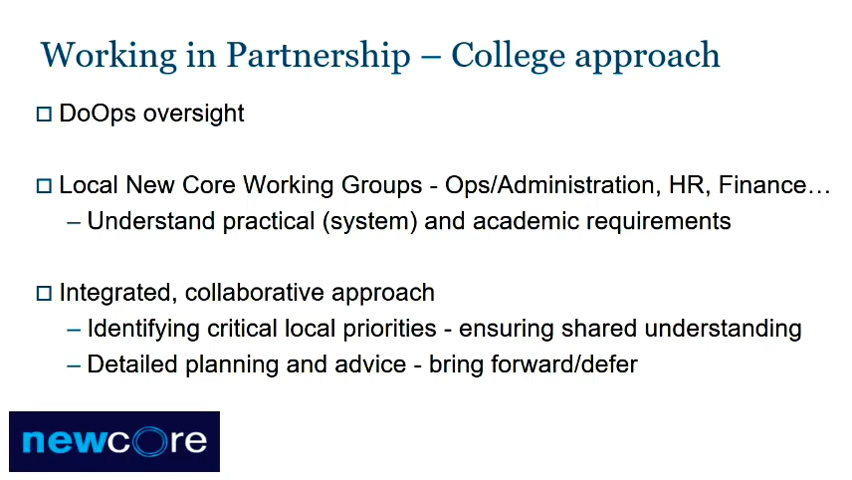 Working in Partnership – College approach
DoOps oversight
Local New Core Working Groups - Ops/Administration, HR, Finance…
– Understand practical (system) and academic requirements
Integrated, collaborative approach
– Identifying critical local priorities - ensuring shared understanding
– Detailed planning and advice - bring forward/defer
newcore